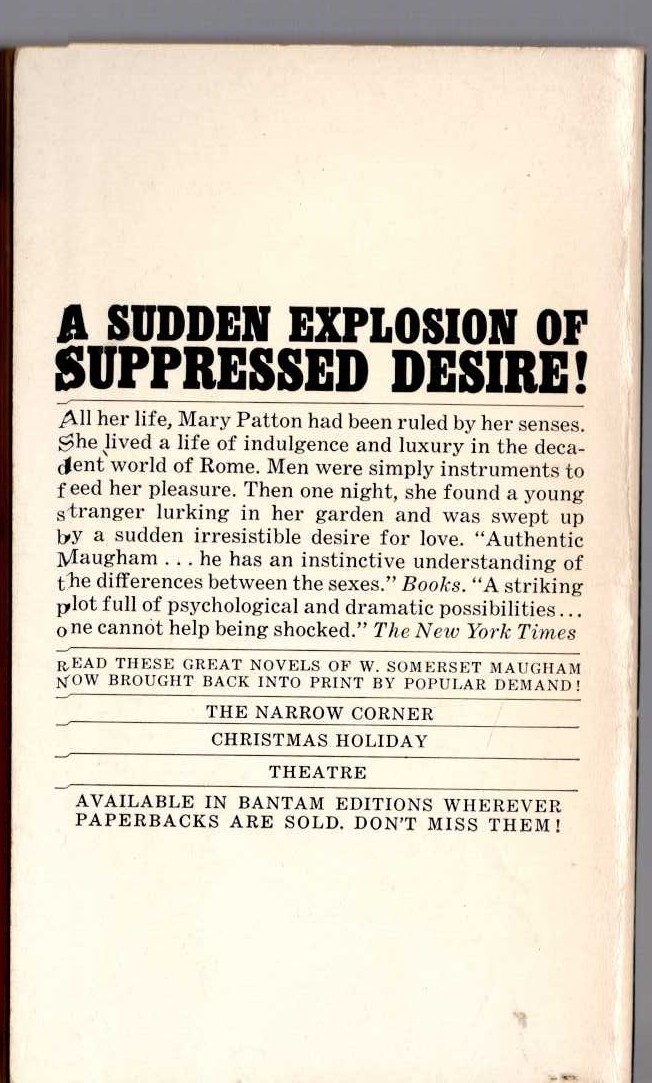 A SUDDEN EXPLOSION OF
SUPPRESSED DESIRE!
All her life, Mary Patton had been ruled by her senses.
She lived a life of indulgence and luxury in the deca-
dent world of Rome. Men were simply instruments to
feed her pleasure. Then one night, she found a young
stranger lurking in her garden and was swept up
by a sudden irresistible desire for love. "Authentic
Maugham ... he has an instinctive understanding of
the differences between the sexes." Books. "A striking
plot full of psychological and dramatic possibilities...
one cannot help being shocked." The New York Times
READ THESE GREAT NOVELS OF W. SOMERSET MAUGHAM
NOW BROUGHT BACK INTO PRINT BY POPULAR DEMAND!
THE NARROW CORNER
CHRISTMAS HOLIDAY
THEATRE
AVAILABLE IN BANTAM EDITIONS WHEREVER
PAPERBACKS ARE SOLD. DON'T MISS THEM!